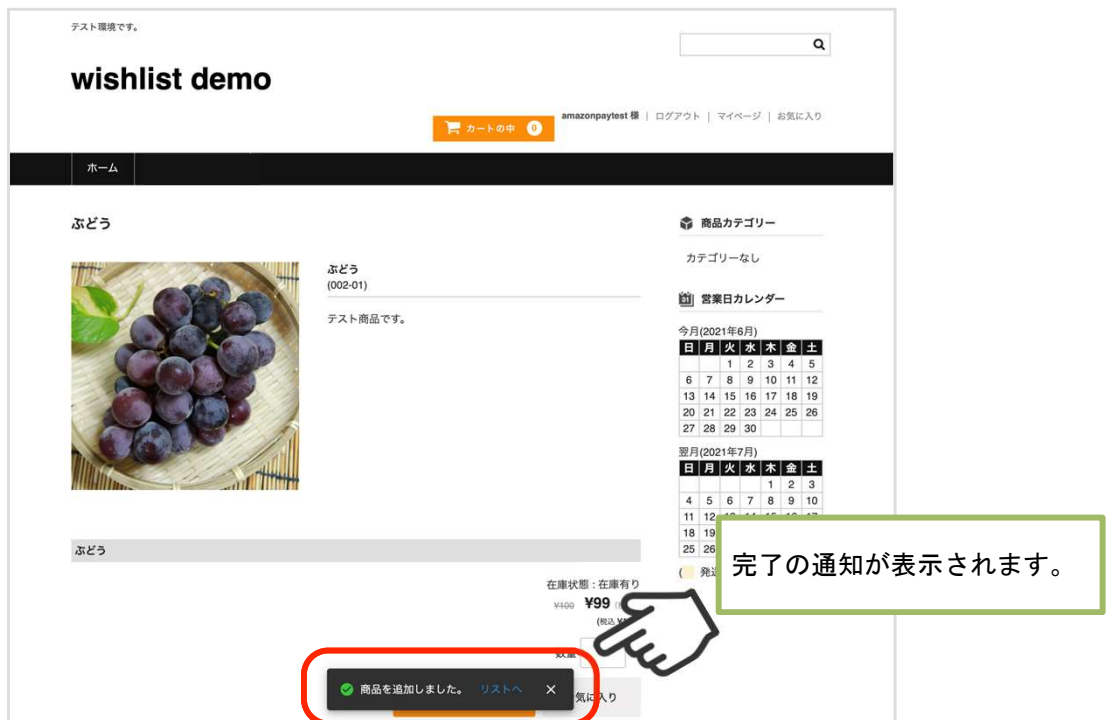 テスト環境です。
wishlist demo
カートの中 0
amazonpaytest 様 | ログアウト | マイページ | お気に入り
ホーム
ぶどう
ぶどう
(002-01)
テスト商品です。
商品カテゴリー
カテゴリーなし
31 営業日カレンダー
今月(2021年6月)
日 月 火 水 木 金 土
1 2 3 4 5
6 7 8 9 10 11 12
13 14 15 16 17 18 19
20 21 22 23 24 25 26
27 28 29 30
翌月(2021年7月)
日 月 火 水 木 金 土
1 2 3
4 5 6 7 8 9 10
11 12
18 19
25 26
完了の通知が表示されます。
ぶどう
在庫状態 : 在庫有り
¥100 ¥99
(税込
数量
商品を追加しました。 リストへ ×
気に入り